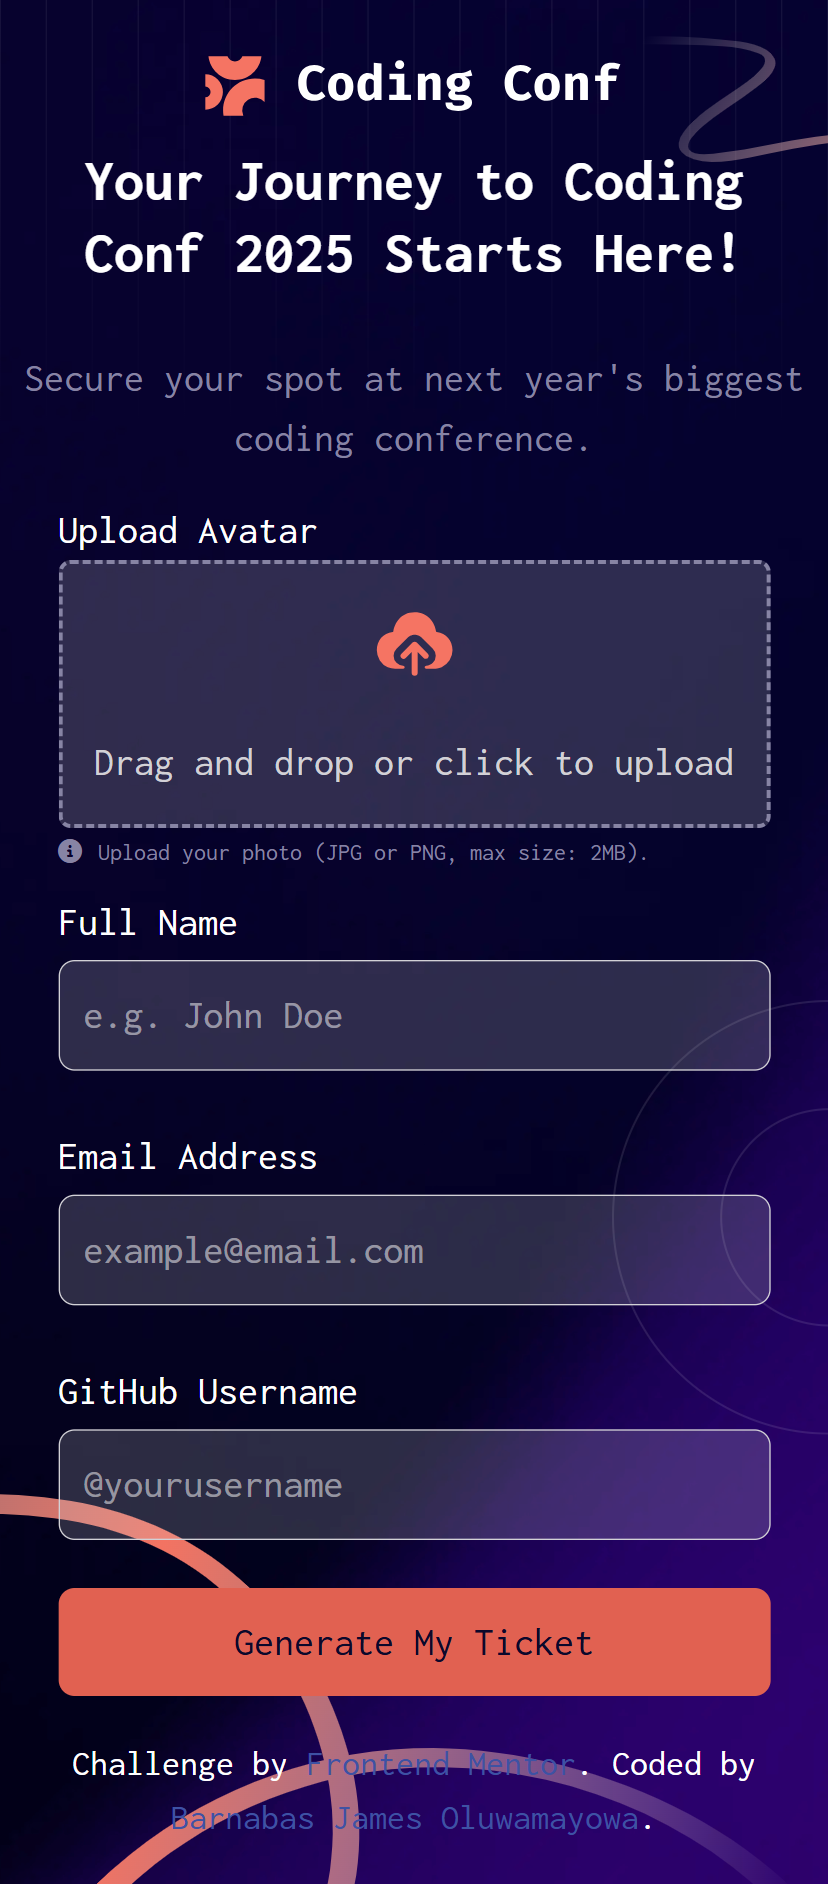 Coding Conf
Your Journey to Coding
Conf 2025 Starts Here!
Secure your spot at next year's biggest
coding conference.
Upload Avatar
Drag and drop or click to upload
Upload your photo (JPG or PNG, max size: 2MB).
Full Name
e.g. John Doe
Email Address
example@email.com
GitHub Username
@yourusername
Generate My Ticket
Challenge by Frontend Mentor. Coded by
Barnabas James Oluwamayowa.